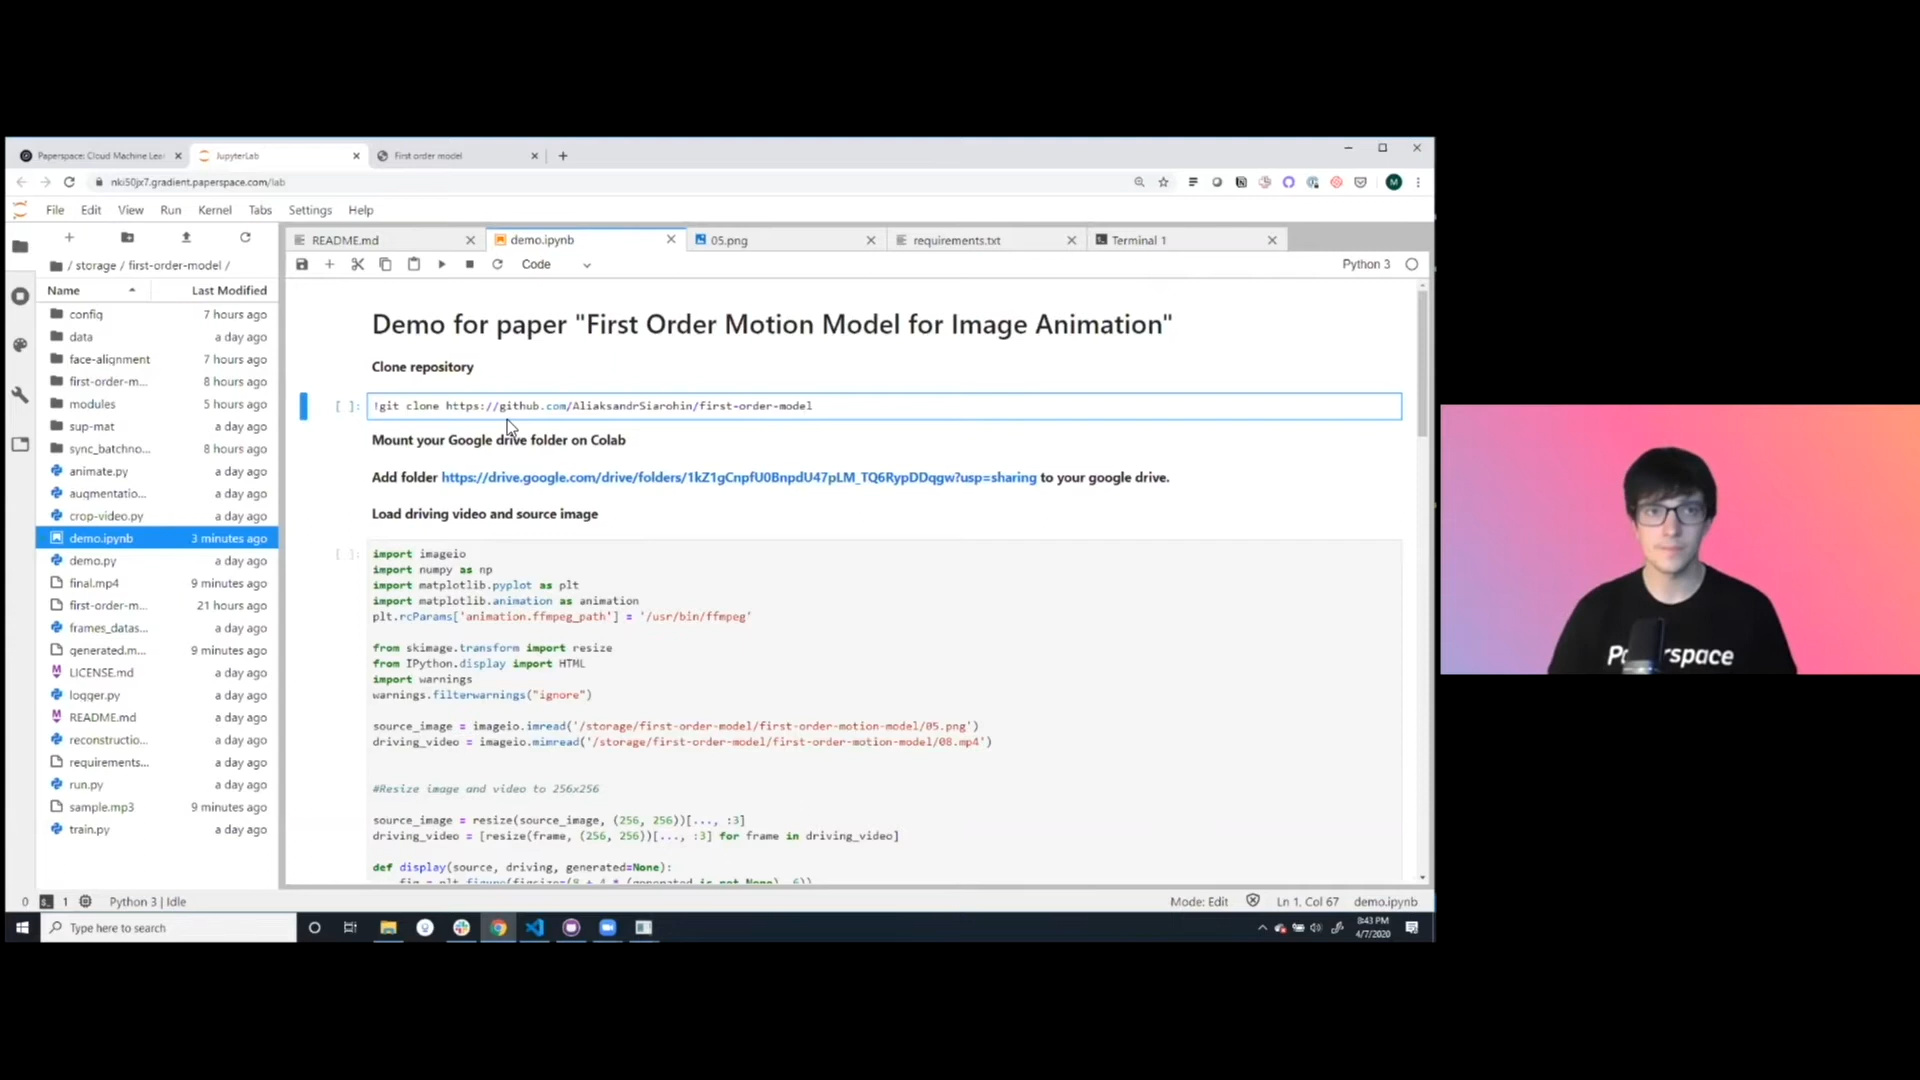 Paperspace: Cloud Machine Lear
JupyterLab
First order model
nki50jx7.gradient.paperspace.com/lab
File Edit View Run Kernel Tabs Settings Help
README.md
demo.ipynb
05.png
requirements.txt
Terminal 1
Code
Python 3
/ storage / first-order-model /
Name Last Modified
config 7 hours ago
data a day ago
face-alignment 7 hours ago
first-order-m... 8 hours ago
modules 5 hours ago
sup-mat a day ago
sync_batchno... 8 hours ago
animate.py a day ago
augmentatio... a day ago
crop-video.py a day ago
demo.ipynb 3 minutes ago
demo.py a day ago
final.mp4 9 minutes ago
first-order-m... 21 hours ago
frames_datas... a day ago
generated.m... 9 minutes ago
LICENSE.md a day ago
logger.py a day ago
README.md a day ago
reconstructio... a day ago
requirements... a day ago
run.py a day ago
sample.mp3 9 minutes ago
train.py a day ago
Demo for paper "First Order Motion Model for Image Animation"
Clone repository
[ ]: !git clone https://github.com/AliaksandrSiarohin/first-order-model
Mount your Google drive folder on Colab
Add folder https://drive.google.com/drive/folders/1kZ1gCnpfU0BnpdU47pLM_TQ6RypDDqgw?usp=sharing to your google drive.
Load driving video and source image
[ ]: import imageio
import numpy as np
import matplotlib.pyplot as plt
import matplotlib.animation as animation
plt.rcParams['animation.ffmpeg_path'] = '/usr/bin/ffmpeg'
from skimage.transform import resize
from IPython.display import HTML
import warnings
warnings.filterwarnings("ignore")
source_image = imageio.imread('/storage/first-order-model/first-order-motion-model/05.png')
driving_video = imageio.mimread('/storage/first-order-model/first-order-motion-model/08.mp4')
#Resize image and video to 256x256
source_image = resize(source_image, (256, 256))[..., :3]
driving_video = [resize(frame, (256, 256))[..., :3] for frame in driving_video]
def display(source, driving, generated=None):
fig = plt.figure(figsize=(8 + 4 * (generated is not None), 6))
0 1 Python 3 | Idle
Mode: Edit Ln 1, Col 67 demo.ipynb
Type here to search
8:43 PM
4/7/2020
rspace